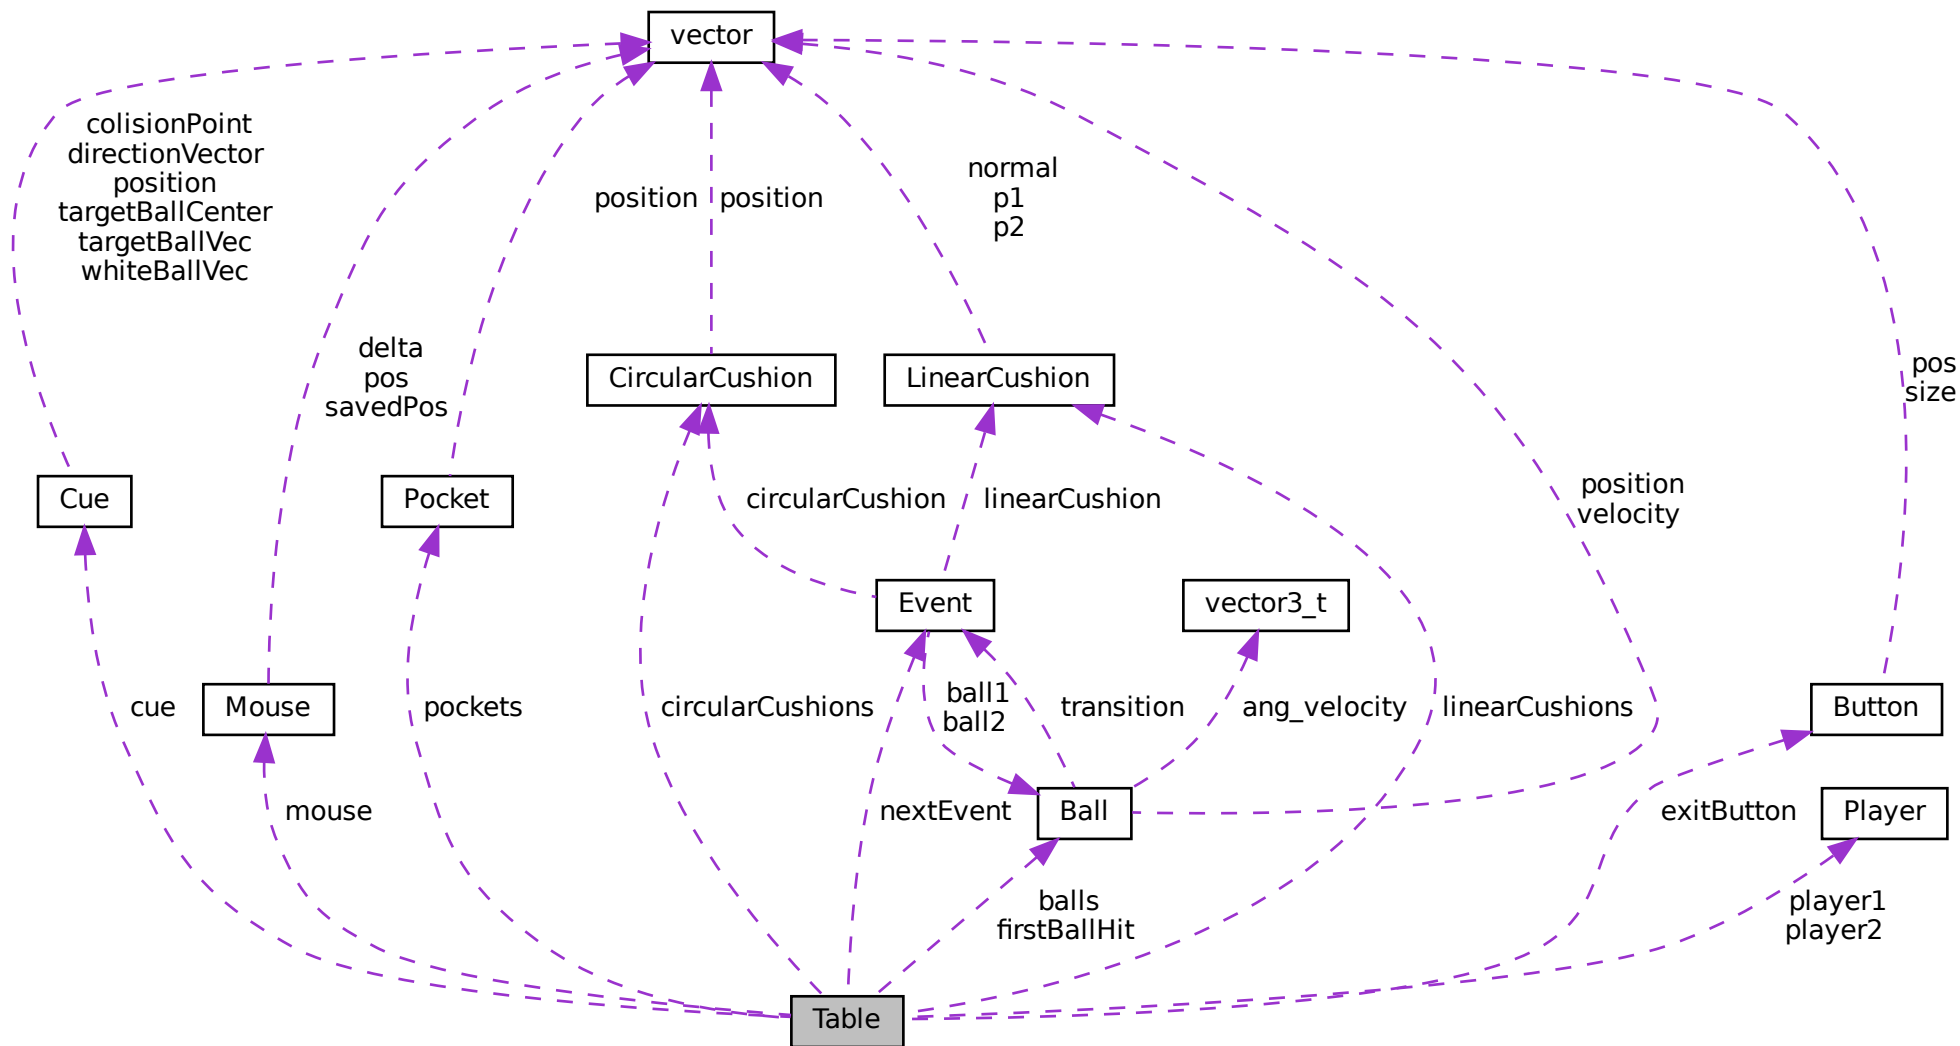 vector
colisionPoint
directionVector
position
targetBallCenter
targetBallVec
whiteBallVec
normal
p1
p2
position
position
delta
pos
savedPos
CircularCushion
LinearCushion
pos
size
Cue
Pocket
circularCushion
linearCushion
position
velocity
Event
vector3_t
cue
Mouse
pockets
circularCushions
ball1
ball2
transition
ang_velocity
linearCushions
Button
mouse
nextEvent
Ball
exitButton
Player
balls
firstBallHit
player1
player2
Table